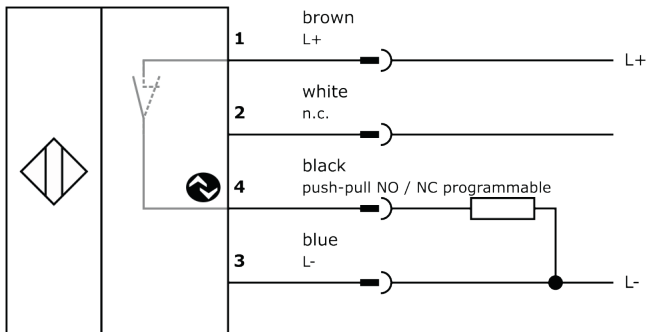 brown
1 L+
L+
white
2 n.c.
black
4 push-pull NO / NC programmable
blue
3 L-
L-